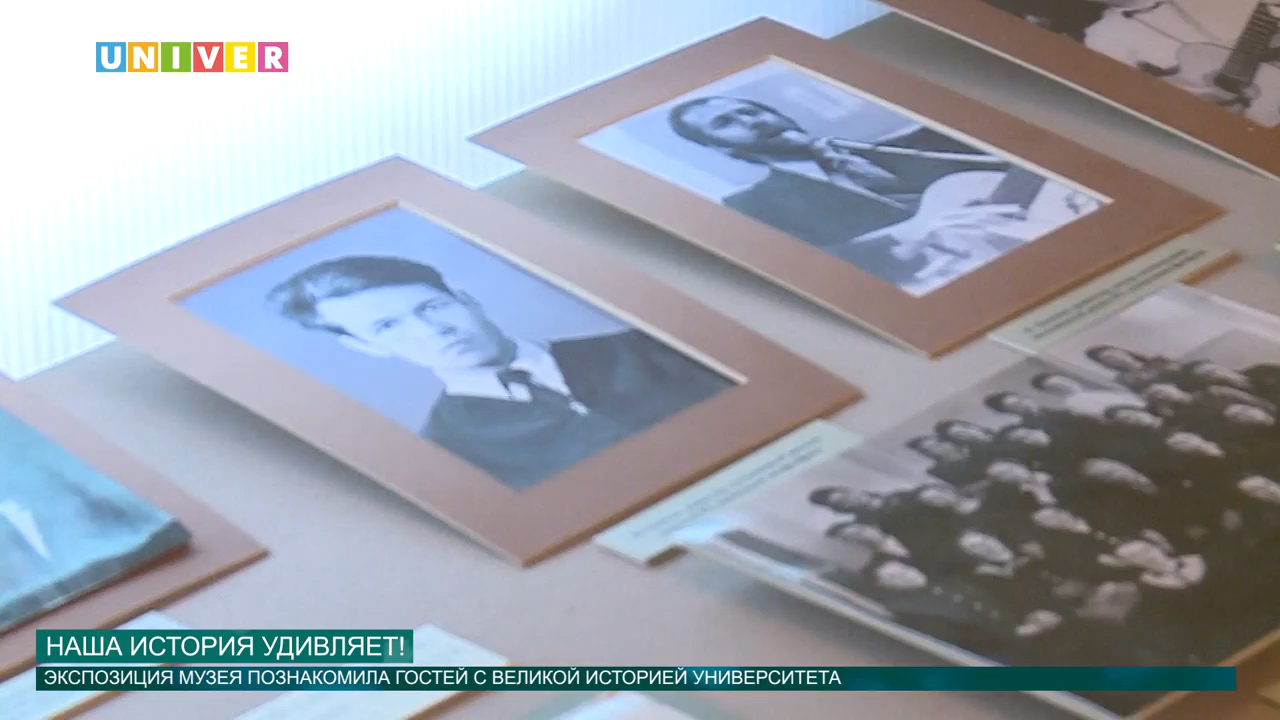 UNIVER
НАША ИСТОРИЯ УДИВЛЯЕТ!
ЭКСПОЗИЦИЯ МУЗЕЯ ПОЗНАКОМИЛА ГОСТЕЙ С ВЕЛИКОЙ ИСТОРИЕЙ УНИВЕРСИТЕТА